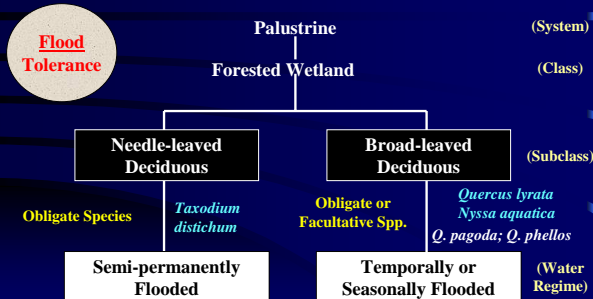 Flood
Tolerance
Palustrine
(System)
Forested Wetland
(Class)
Needle-leaved
Deciduous
Broad-leaved
Deciduous
(Subclass)
Obligate Species
Taxodium
distichum
Obligate or
Facultative Spp.
Quercus lyrata
Nyssa aquatica
Q. pagoda; Q. phellos
Semi-permanently
Flooded
Temporally or
Seasonally Flooded
(Water
Regime)